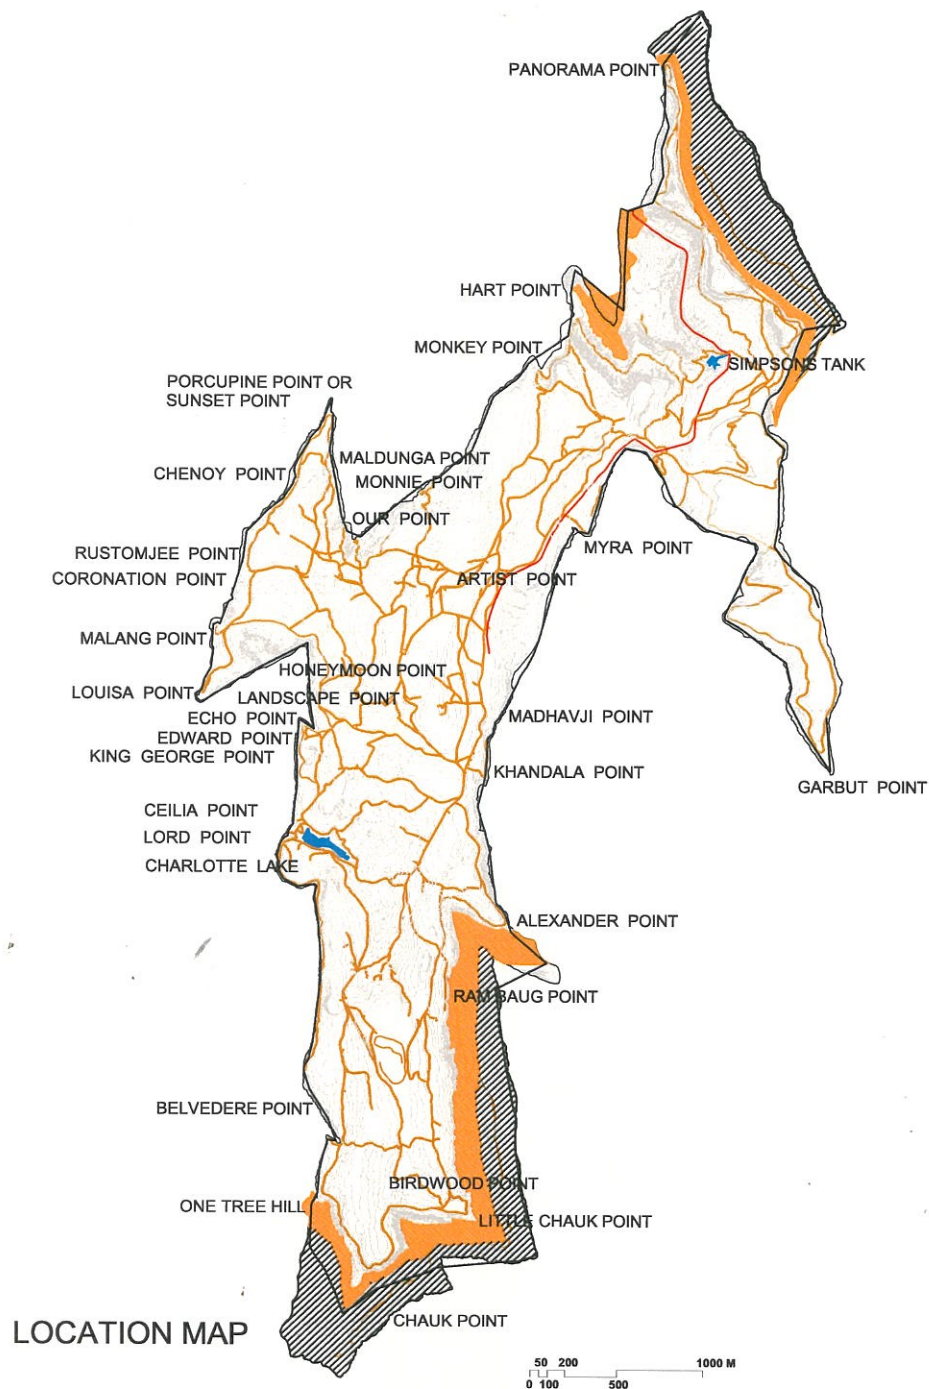 PANORAMA POINT
HART POINT
MONKEY POINT
SIMPSONS TANK
PORCUPINE POINT OR
SUNSET POINT
MALDUNGA POINT
CHENOY POINT
MONNIE POINT
OUR POINT
RUSTOMJEE POINT
MYRA POINT
CORONATION POINT
ARTIST POINT
MALANG POINT
HONEYMOON POINT
LOUISA POINT
LANDSCAPE POINT
ECHO POINT
MADHAVJI POINT
EDWARD POINT
KING GEORGE POINT
KHANDALA POINT
GARBUT POINT
CEILIA POINT
LORD POINT
CHARLOTTE LAKE
ALEXANDER POINT
RAM BAUG POINT
BELVEDERE POINT
BIRDWOOD POINT
ONE TREE HILL
LITTLE CHAUK POINT
CHAUK POINT
LOCATION MAP
50 200 1000 M
0 100 500